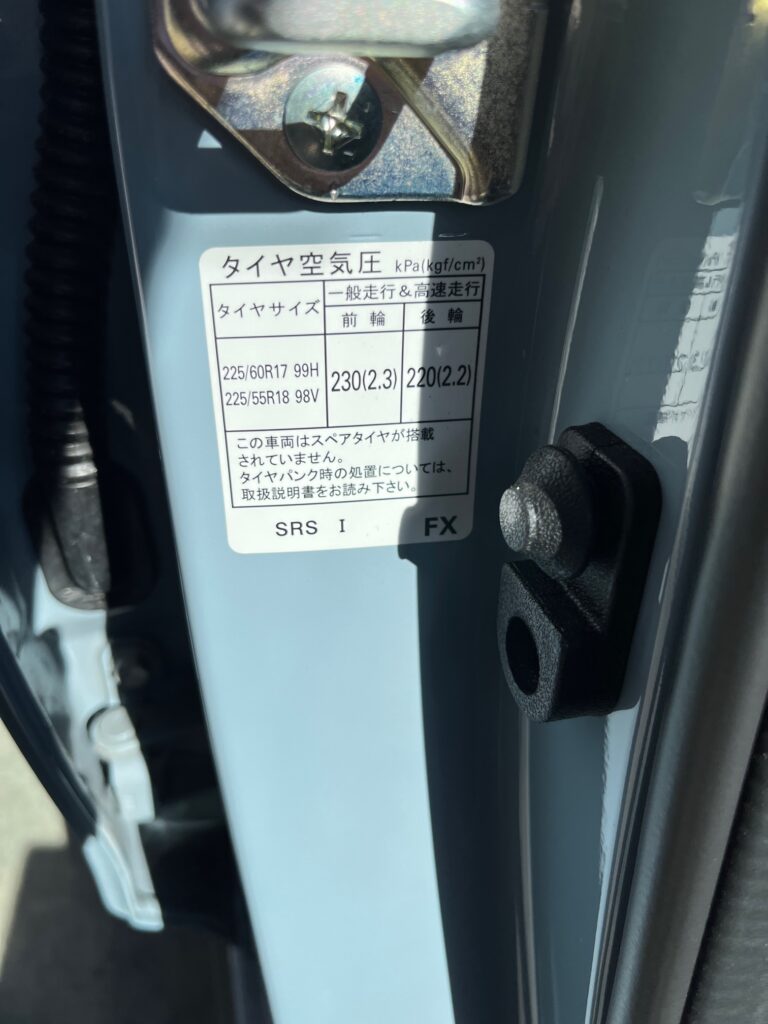 タイヤ空気圧 kPa(kgf/cm²)
タイヤサイズ 一般走行&高速走行
前輪 後輪
225/60R17 99H
225/55R18 98V
230(2.3) 220(2.2)
この車両はスペアタイヤが搭載
されていません。
タイヤパンク時の処置については、
取扱説明書をお読み下さい。
SRS I FX